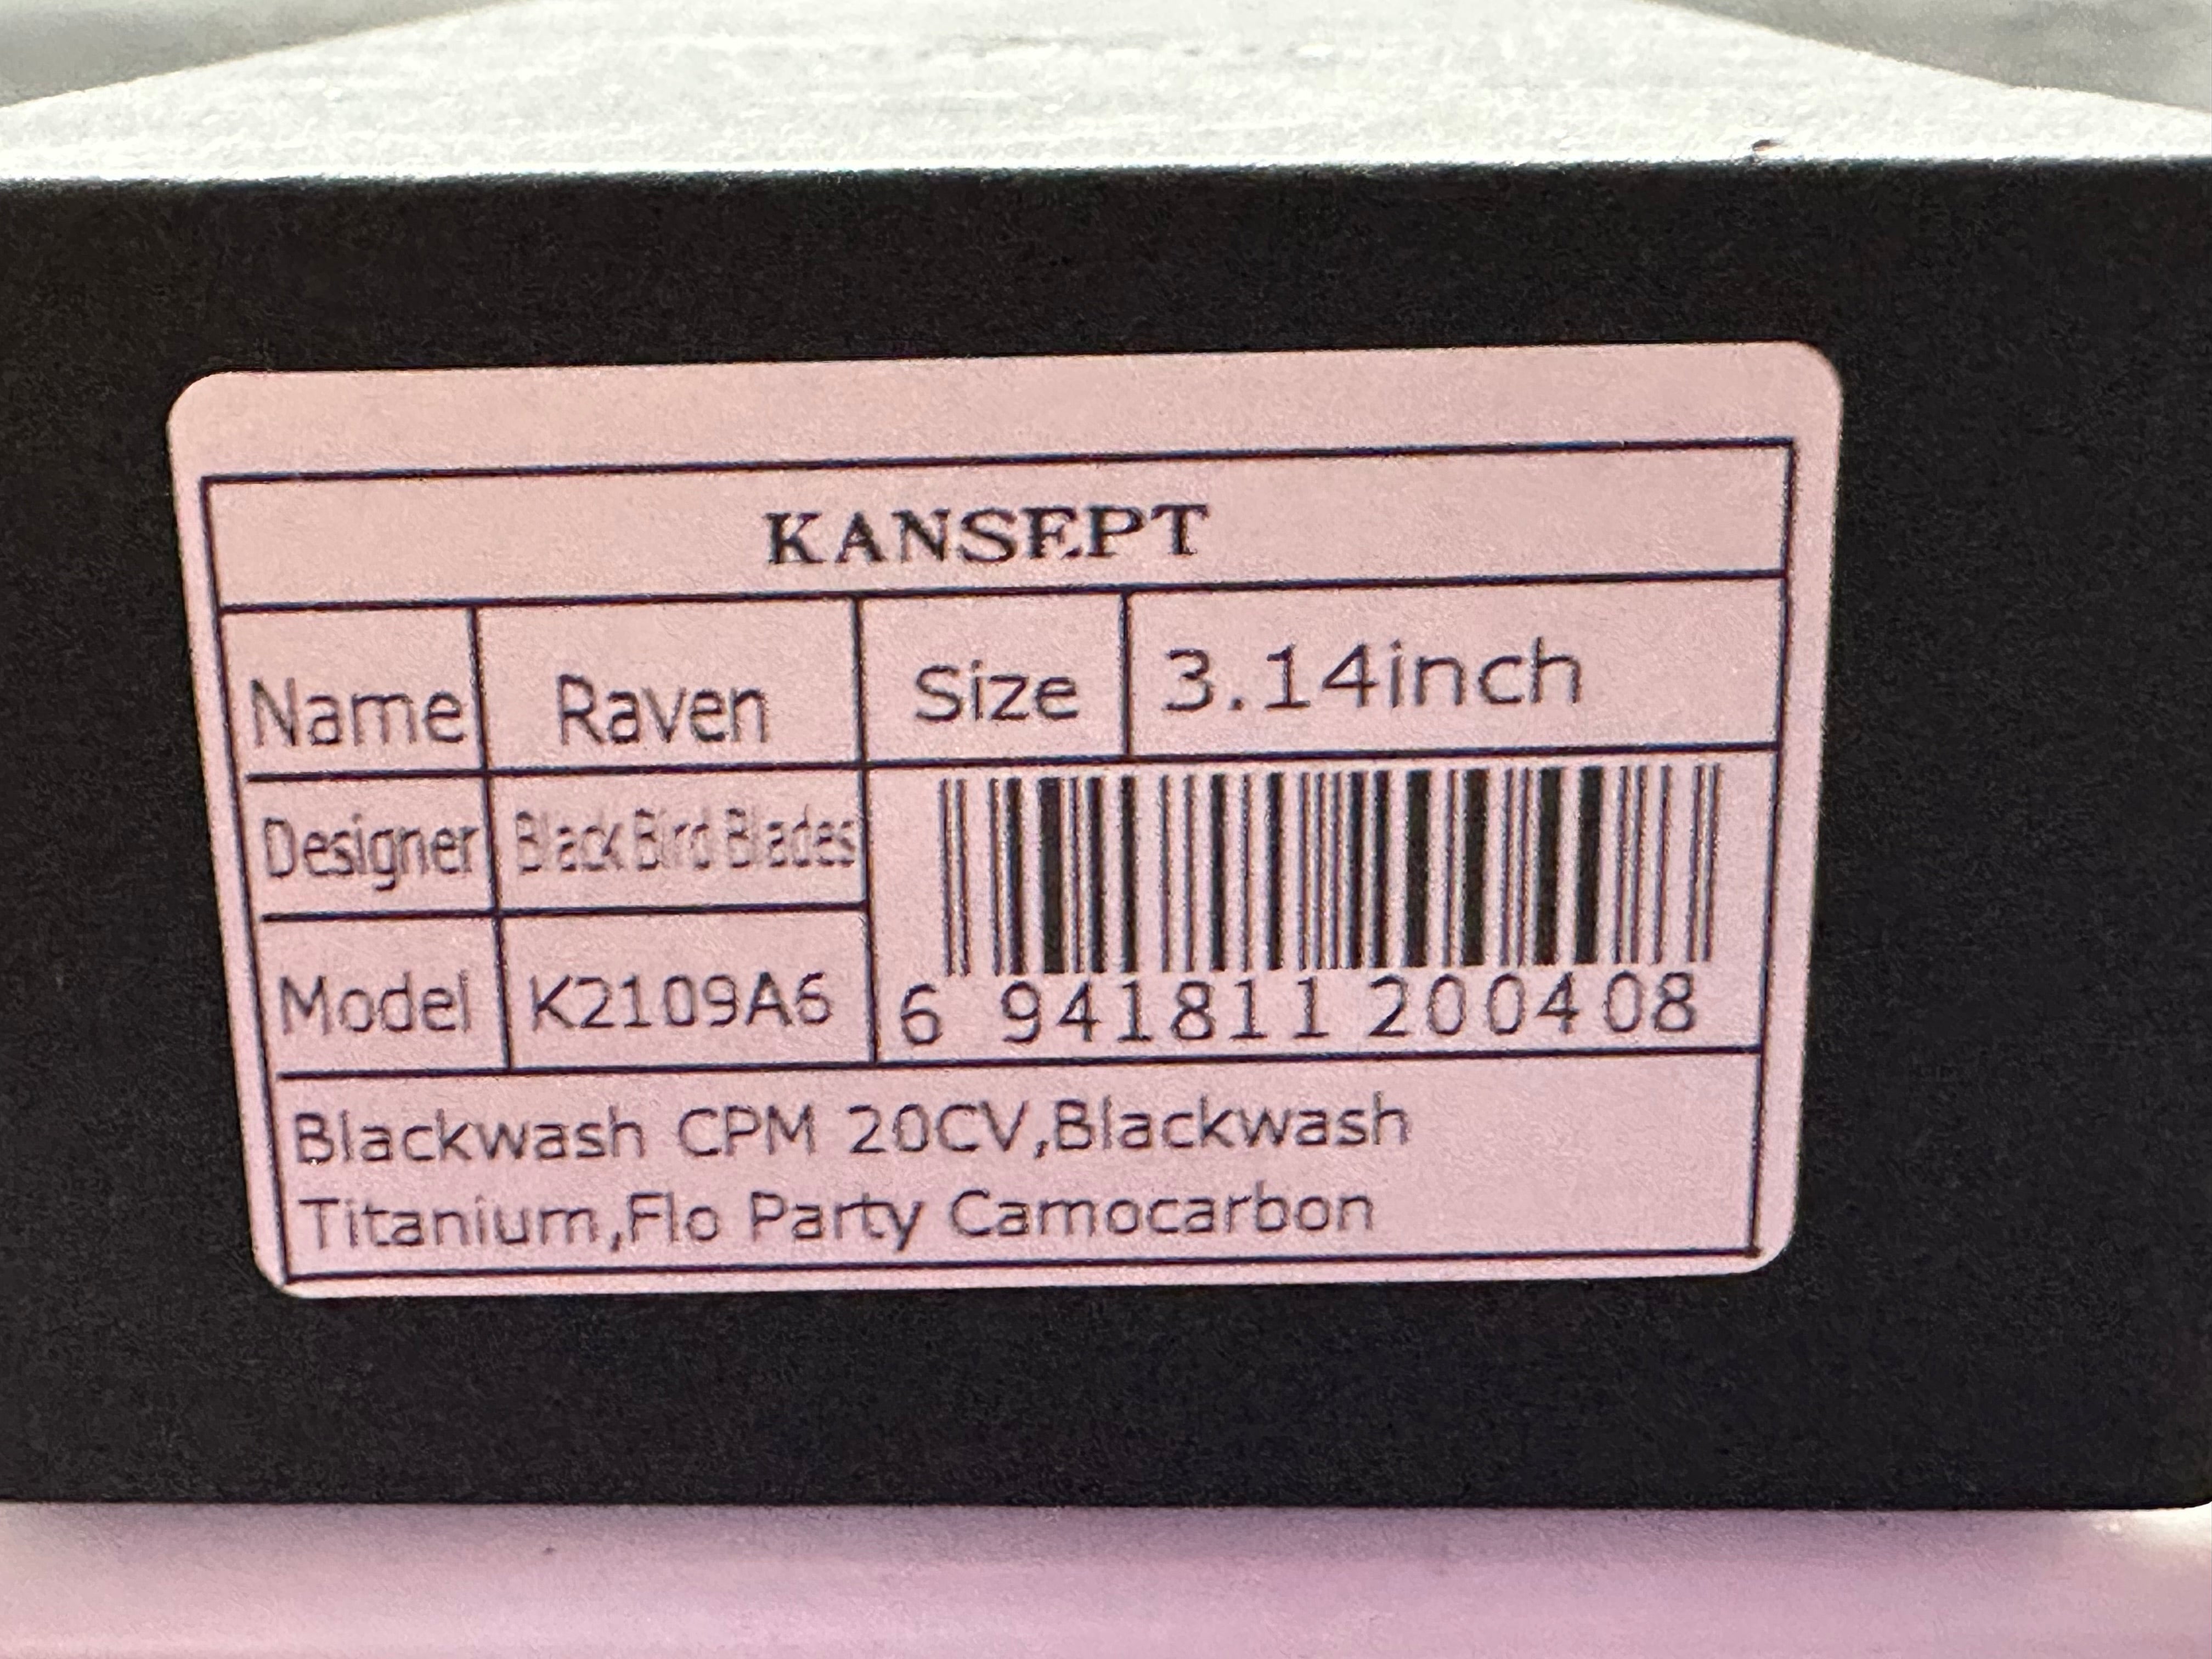 KANSEPT
Name Raven Size 3.14inch
Designer Black Bird Blades
Model K2109A6 6 941811 200408
Blackwash CPM 20CV,Blackwash
Titanium,Flo Party Camocarbon